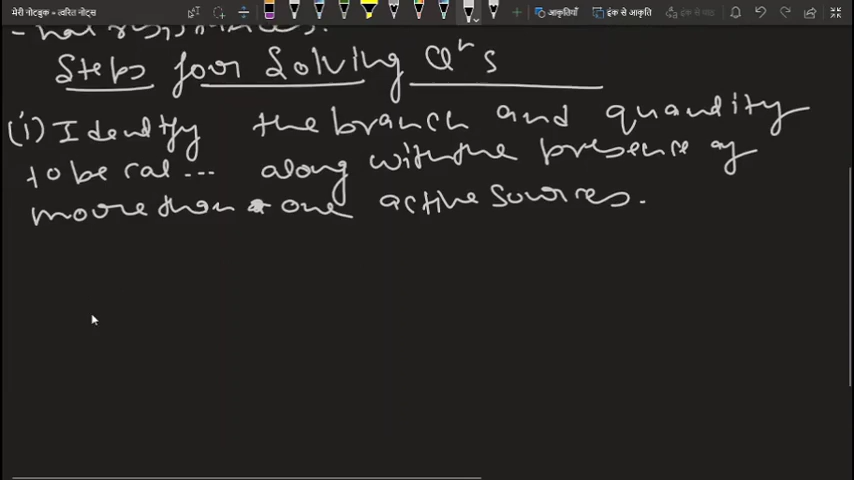 मेरी नोटबुक » त्वरित नोट्स
आकृतियाँ
इंक से आकृति
इंक से पाठ
Steps for Solving Qn s
(i) Identify the branch and quantity
to be cal... along with the presence of
more than one active sources.